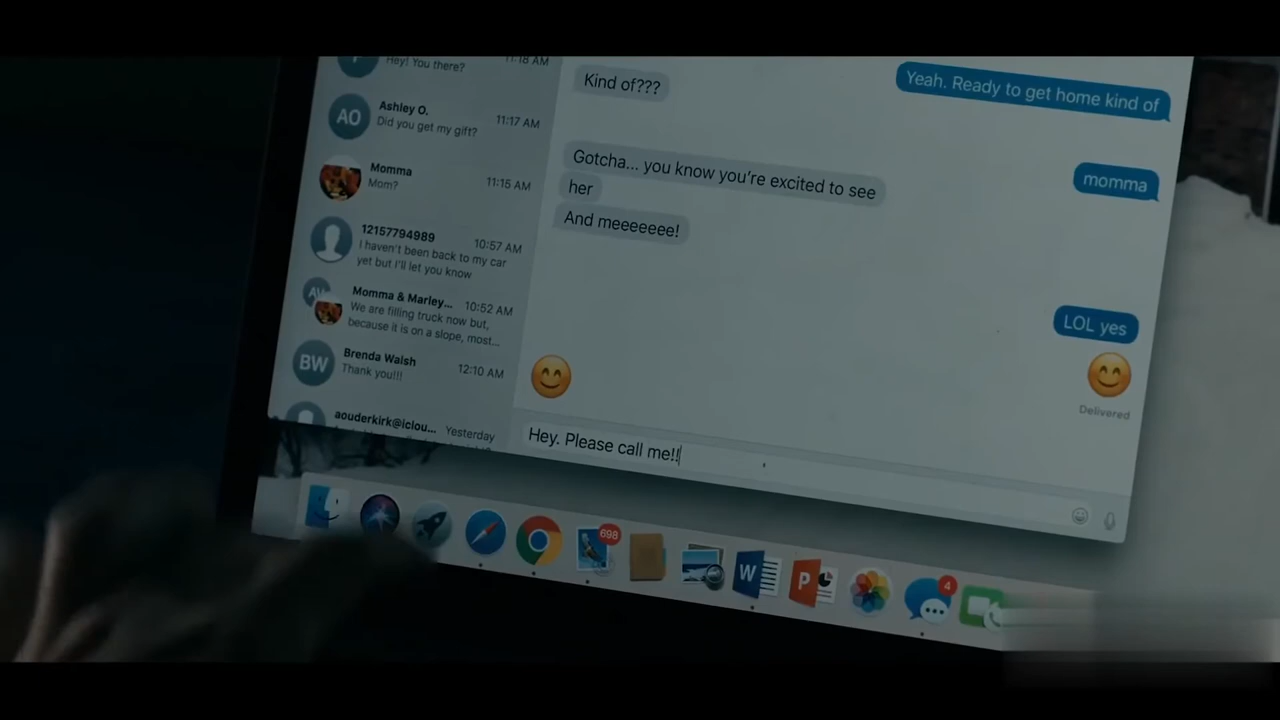 Hey! You there?
11:18 AM
Ashley O.
11:17 AM
Did you get my gift?
Momma
11:15 AM
Mom?
12157794989
10:57 AM
I haven't been back to my car
yet but I'll let you know
Momma & Marley...
10:52 AM
We are filling truck now but,
because it is on a slope, most...
Brenda Walsh
12:10 AM
Thank you!!!
aouderkirk@iclou...
Yesterday
AO
BW
Yeah. Ready to get home kind of
Kind of???
momma
Gotcha... you know you're excited to see
her
And meeeeeee!
LOL yes
Delivered
Hey. Please call me!!
698
W
P
4